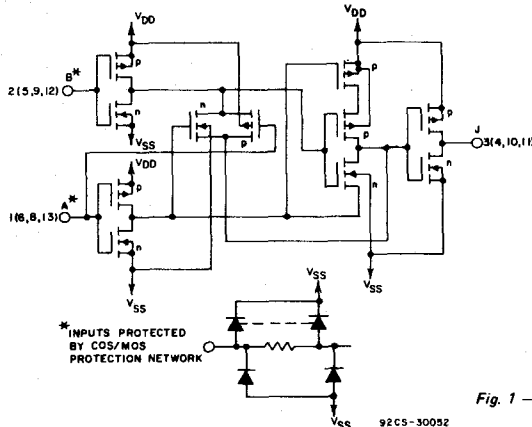 VDD
VDD
B*
p
2(5,9,12)
n
VSS
n
p
VDD
p
p
n
p
n
J
3(4,10,11)
VSS
VDD
A*
p
1(6,8,13)
n
VSS
*INPUTS PROTECTED
BY COS/MOS
PROTECTION NETWORK
VSS
VSS
92CS-30052
Fig. 1 —